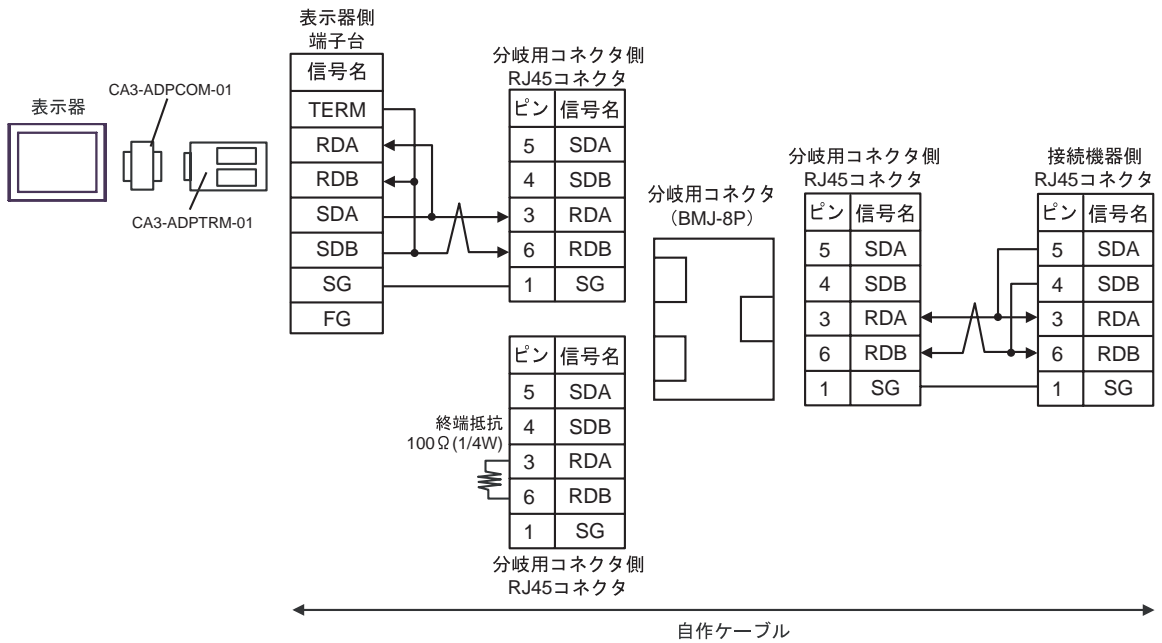 表示器
CA3-ADPCOM-01
CA3-ADPTRM-01
表示器側
端子台
信号名
TERM
RDA
RDB
SDA
SDB
SG
FG
分岐用コネクタ側
RJ45コネクタ
ピン 信号名
5 SDA
4 SDB
3 RDA
6 RDB
1 SG
終端抵抗
100Ω(1/4W)
ピン 信号名
5 SDA
4 SDB
3 RDA
6 RDB
1 SG
分岐用コネクタ側
RJ45コネクタ
分岐用コネクタ
(BMJ-8P)
分岐用コネクタ側
RJ45コネクタ
ピン 信号名
5 SDA
4 SDB
3 RDA
6 RDB
1 SG
接続機器側
RJ45コネクタ
ピン 信号名
5 SDA
4 SDB
3 RDA
6 RDB
1 SG
自作ケーブル